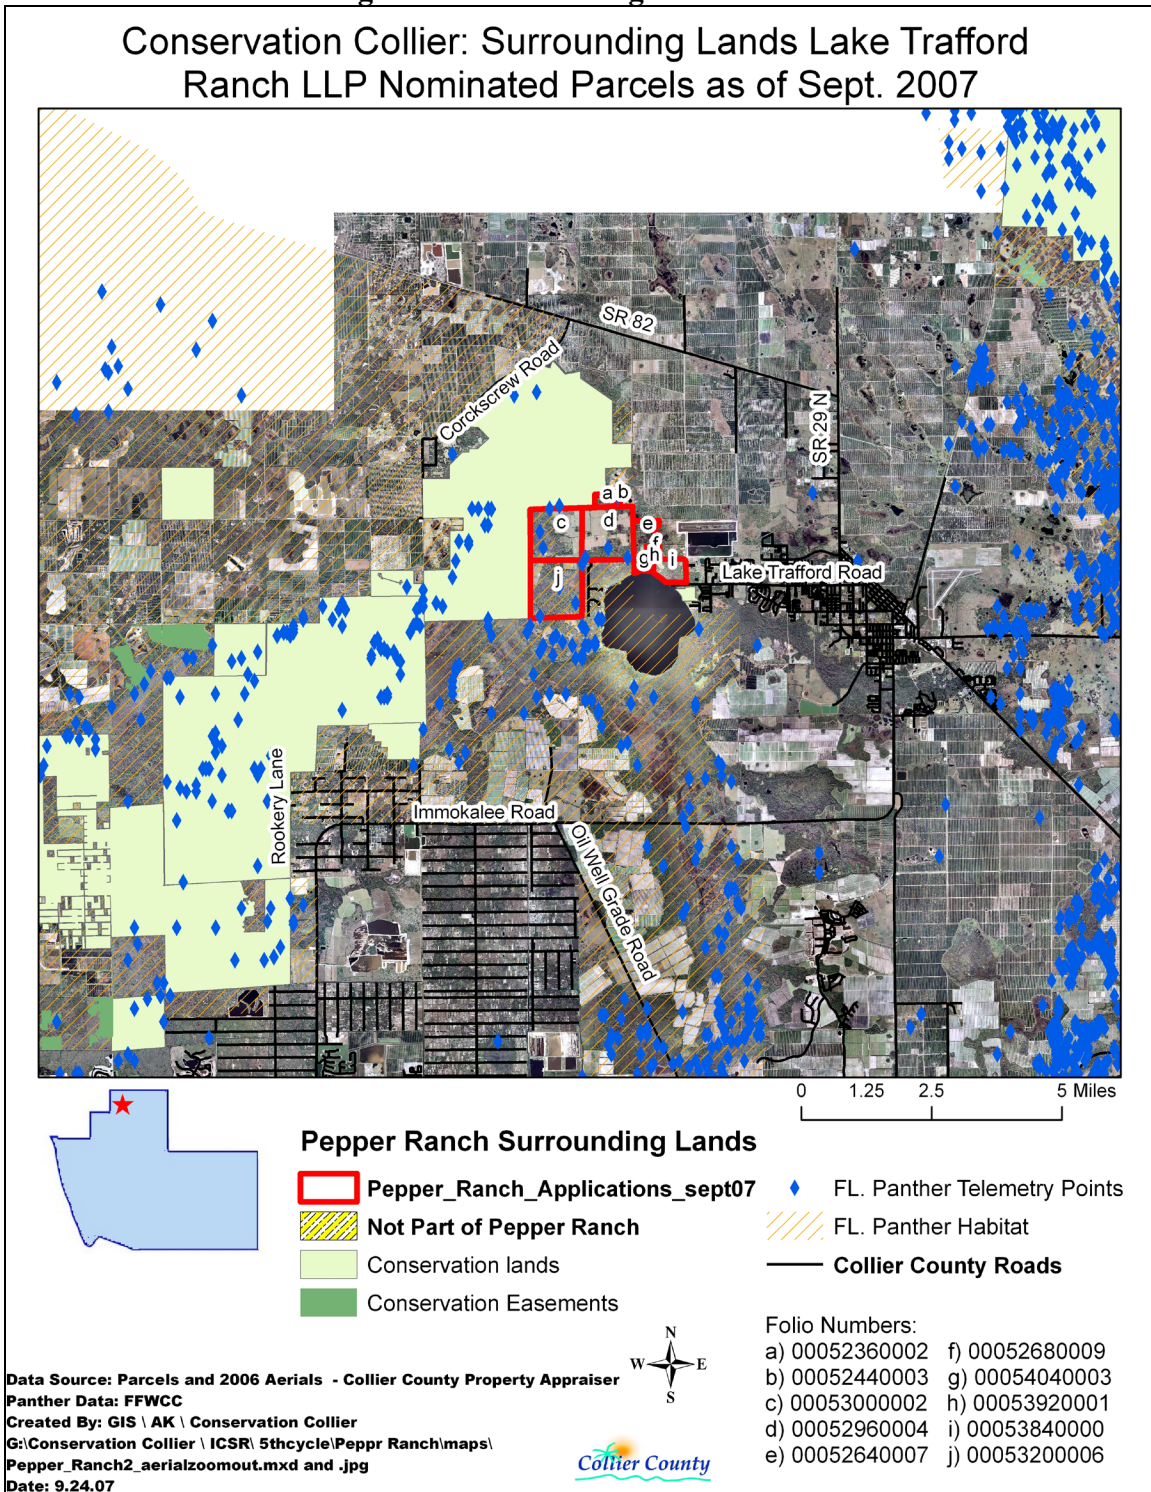 Conservation Collier: Surrounding Lands Lake Trafford
Ranch LLP Nominated Parcels as of Sept. 2007
SR 82
Corckscrew Road
SR 29 N
a b
c
d
e
f
g
h
i
j
Lake Trafford Road
Rookery Lane
Immokalee Road
Oil Well Grade Road
0 1.25 2.5 5 Miles
Pepper Ranch Surrounding Lands
Pepper_Ranch_Applications_sept07
Not Part of Pepper Ranch
Conservation lands
Conservation Easements
FL. Panther Telemetry Points
FL. Panther Habitat
Collier County Roads
Folio Numbers:
a) 00052360002 f) 00052680009
b) 00052440003 g) 00054040003
c) 00053000002 h) 00053920001
d) 00052960004 i) 00053840000
e) 00052640007 j) 00053200006
N
W E
S
Data Source: Parcels and 2006 Aerials - Collier County Property Appraiser
Panther Data: FFWCC
Created By: GIS \ AK \ Conservation Collier
G:\Conservation Collier \ ICSR\ 5thcycle\Peppr Ranch\maps\
Pepper_Ranch2_aerialzoomout.mxd and .jpg
Date: 9.24.07
Collier County